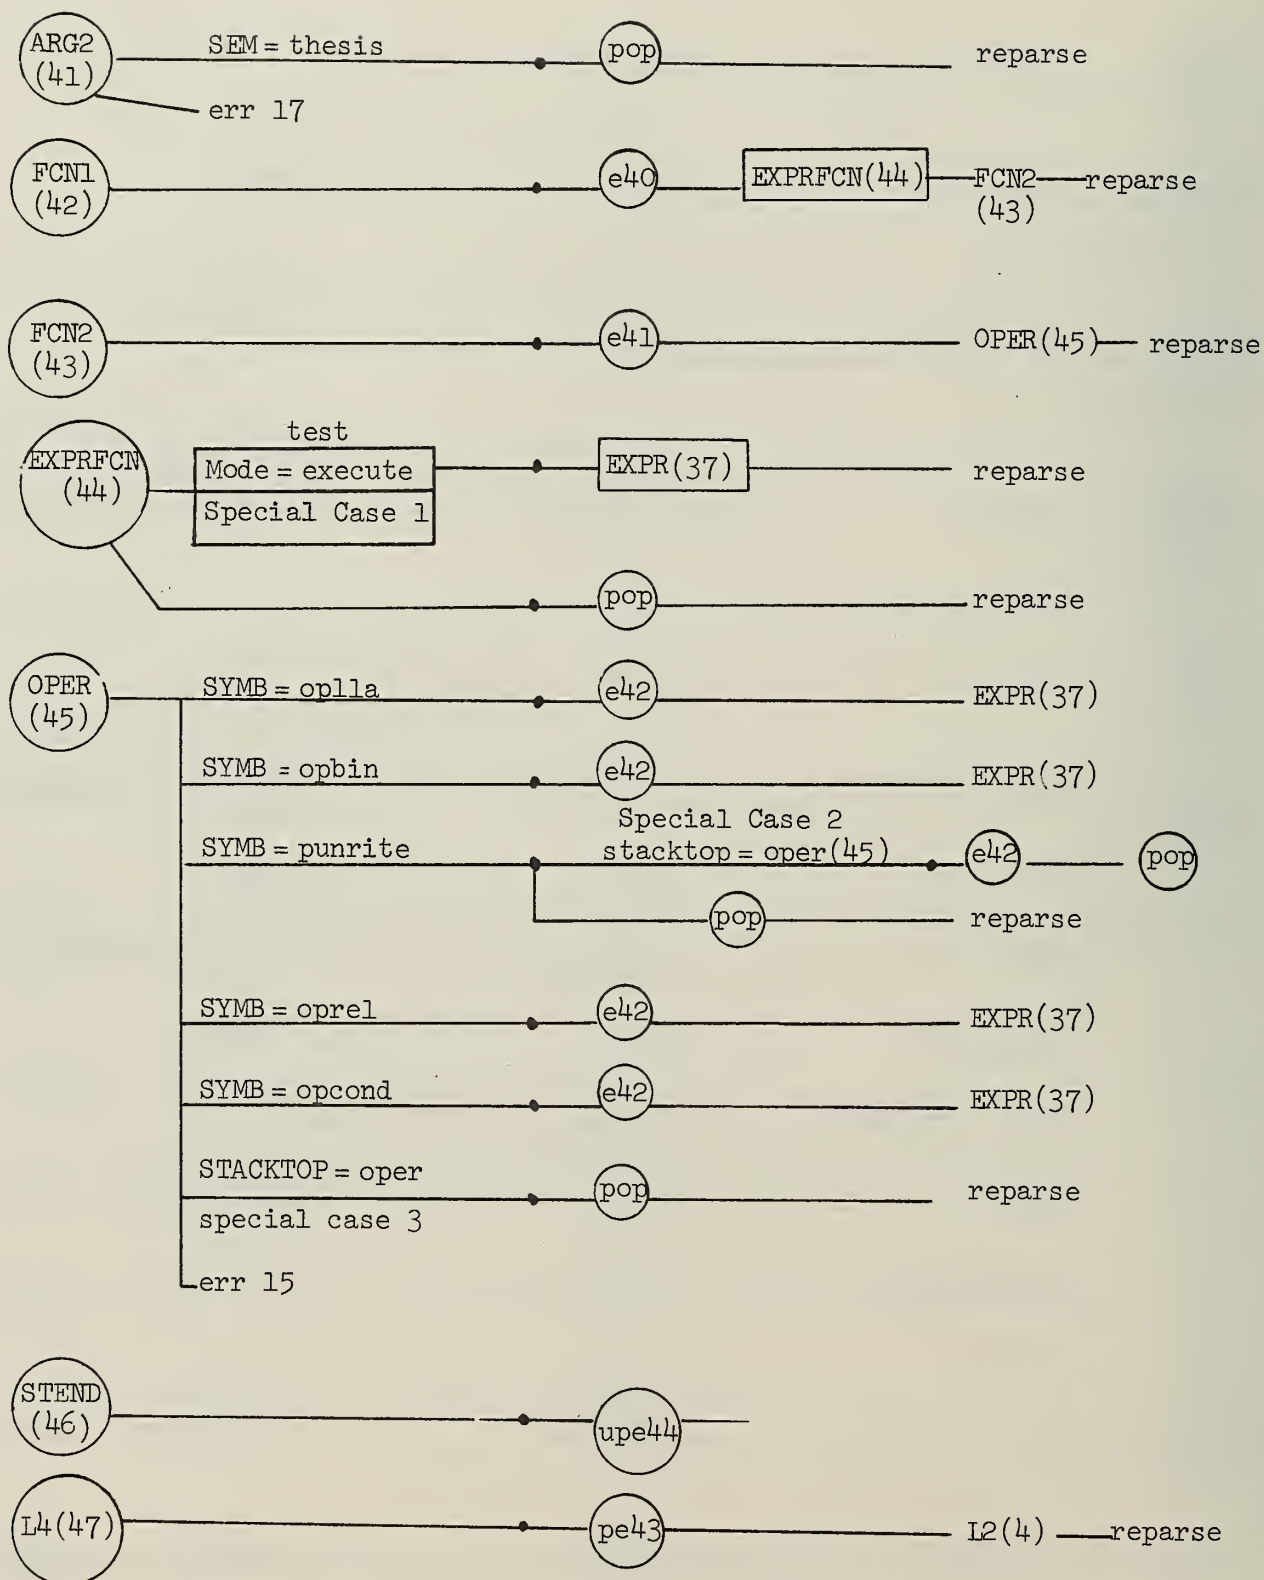 ARG2 (41) SEM = thesis pop reparse
err 17
FCN1 (42) e40 EXPRFCN(44) FCN2 (43) reparse
FCN2 (43) e41 OPER(45) reparse
test
EXPRFCN (44) Mode = execute EXPR(37) reparse
Special Case 1
pop reparse
OPER (45) SYMB = oplla e42 EXPR(37)
SYMB = opbin e42 EXPR(37)
Special Case 2
SYMB = punrite stacktop = oper(45) e42 pop
pop reparse
SYMB = oprel e42 EXPR(37)
SYMB = opcond e42 EXPR(37)
STACKTOP = oper pop reparse
special case 3
err 15
STEND (46) upe44
L4(47) pe43 L2(4) reparse